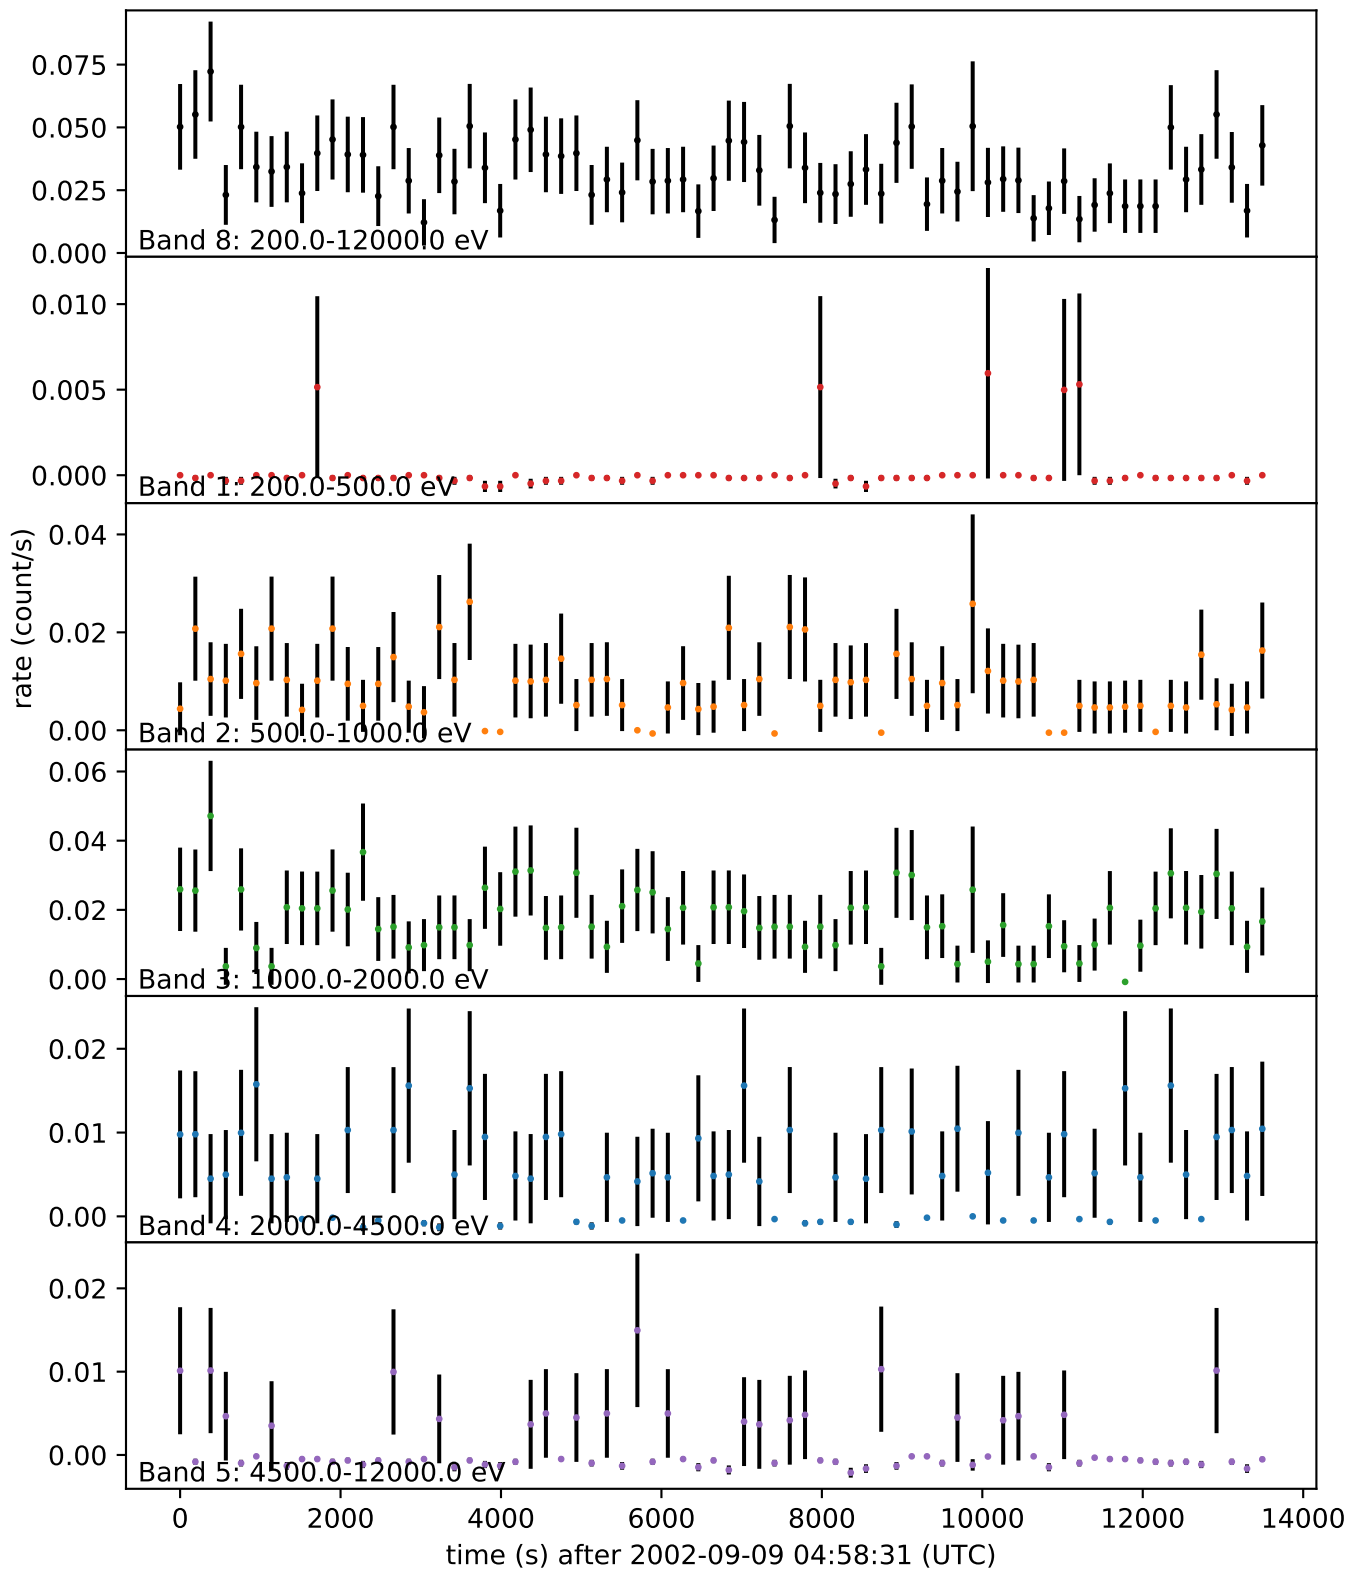 0.075
0.050
0.025
0.000
Band 8: 200.0-12000.0 eV
0.010
0.005
0.000
Band 1: 200.0-500.0 eV
rate (count/s)
0.04
0.02
0.00
Band 2: 500.0-1000.0 eV
0.06
0.04
0.02
0.00
Band 3: 1000.0-2000.0 eV
0.02
0.01
0.00
Band 4: 2000.0-4500.0 eV
0.02
0.01
0.00
Band 5: 4500.0-12000.0 eV
0 2000 4000 6000 8000 10000 12000 14000
time (s) after 2002-09-09 04:58:31 (UTC)